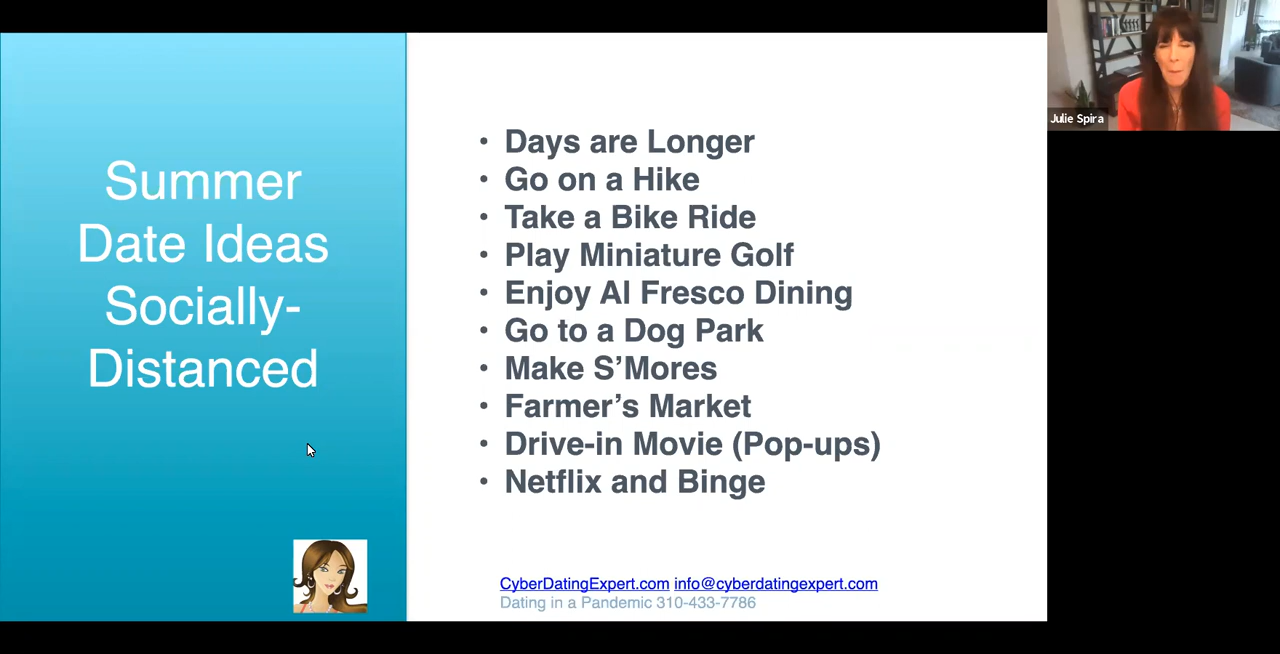 Summer
Date Ideas
Socially-
Distanced
• Days are Longer
• Go on a Hike
• Take a Bike Ride
• Play Miniature Golf
• Enjoy Al Fresco Dining
• Go to a Dog Park
• Make S’Mores
• Farmer’s Market
• Drive-in Movie (Pop-ups)
• Netflix and Binge
CyberDatingExpert.com info@cyberdatingexpert.com
Dating in a Pandemic 310-433-7786
Julie Spira